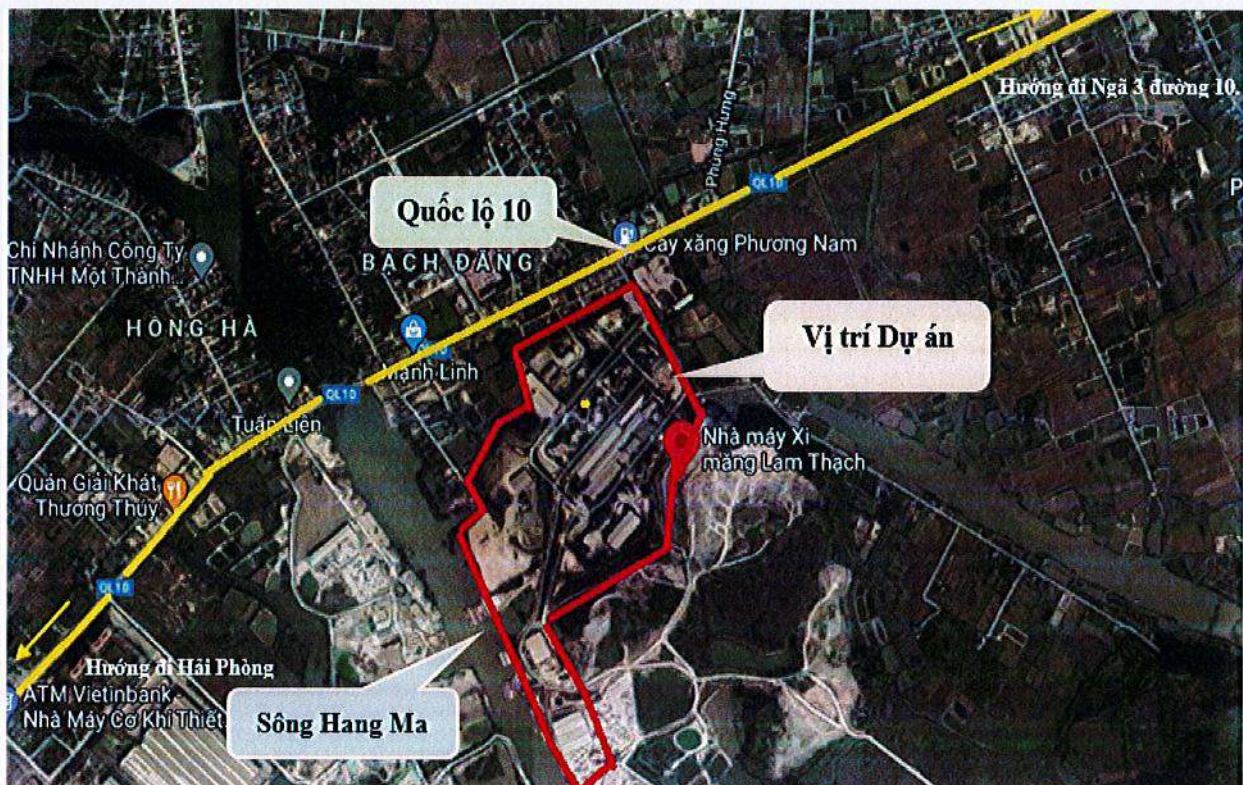 Hướng đi Ngã 3 đường 10.
Phùng Hưng
QL10
Quốc lộ 10
Cây xăng Phương Nam
BẠCH ĐẰNG
Chi Nhánh Công Ty
TNHH Một Thành...
HỒNG HÀ
Vị trí Dự án
Mạnh Linh
QL10
Tuấn Liên
Nhà máy Xi
măng Lam Thạch
Quán Giải Khát
Thương Thúy
QL10
Hướng đi Hải Phòng
ATM Vietinbank -
Nhà Máy Cơ Khí Thiết...
Sông Hang Ma